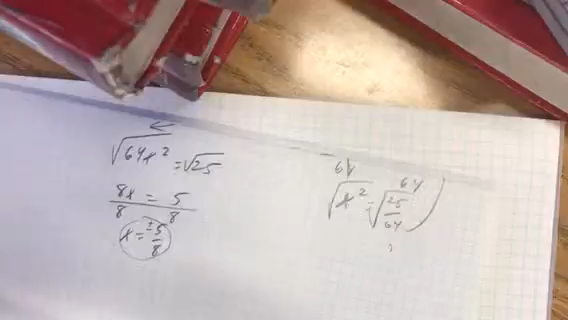 √64x² = √25
8x = 5
8 8
x = ±5/8
64 64
√x² = √25/64